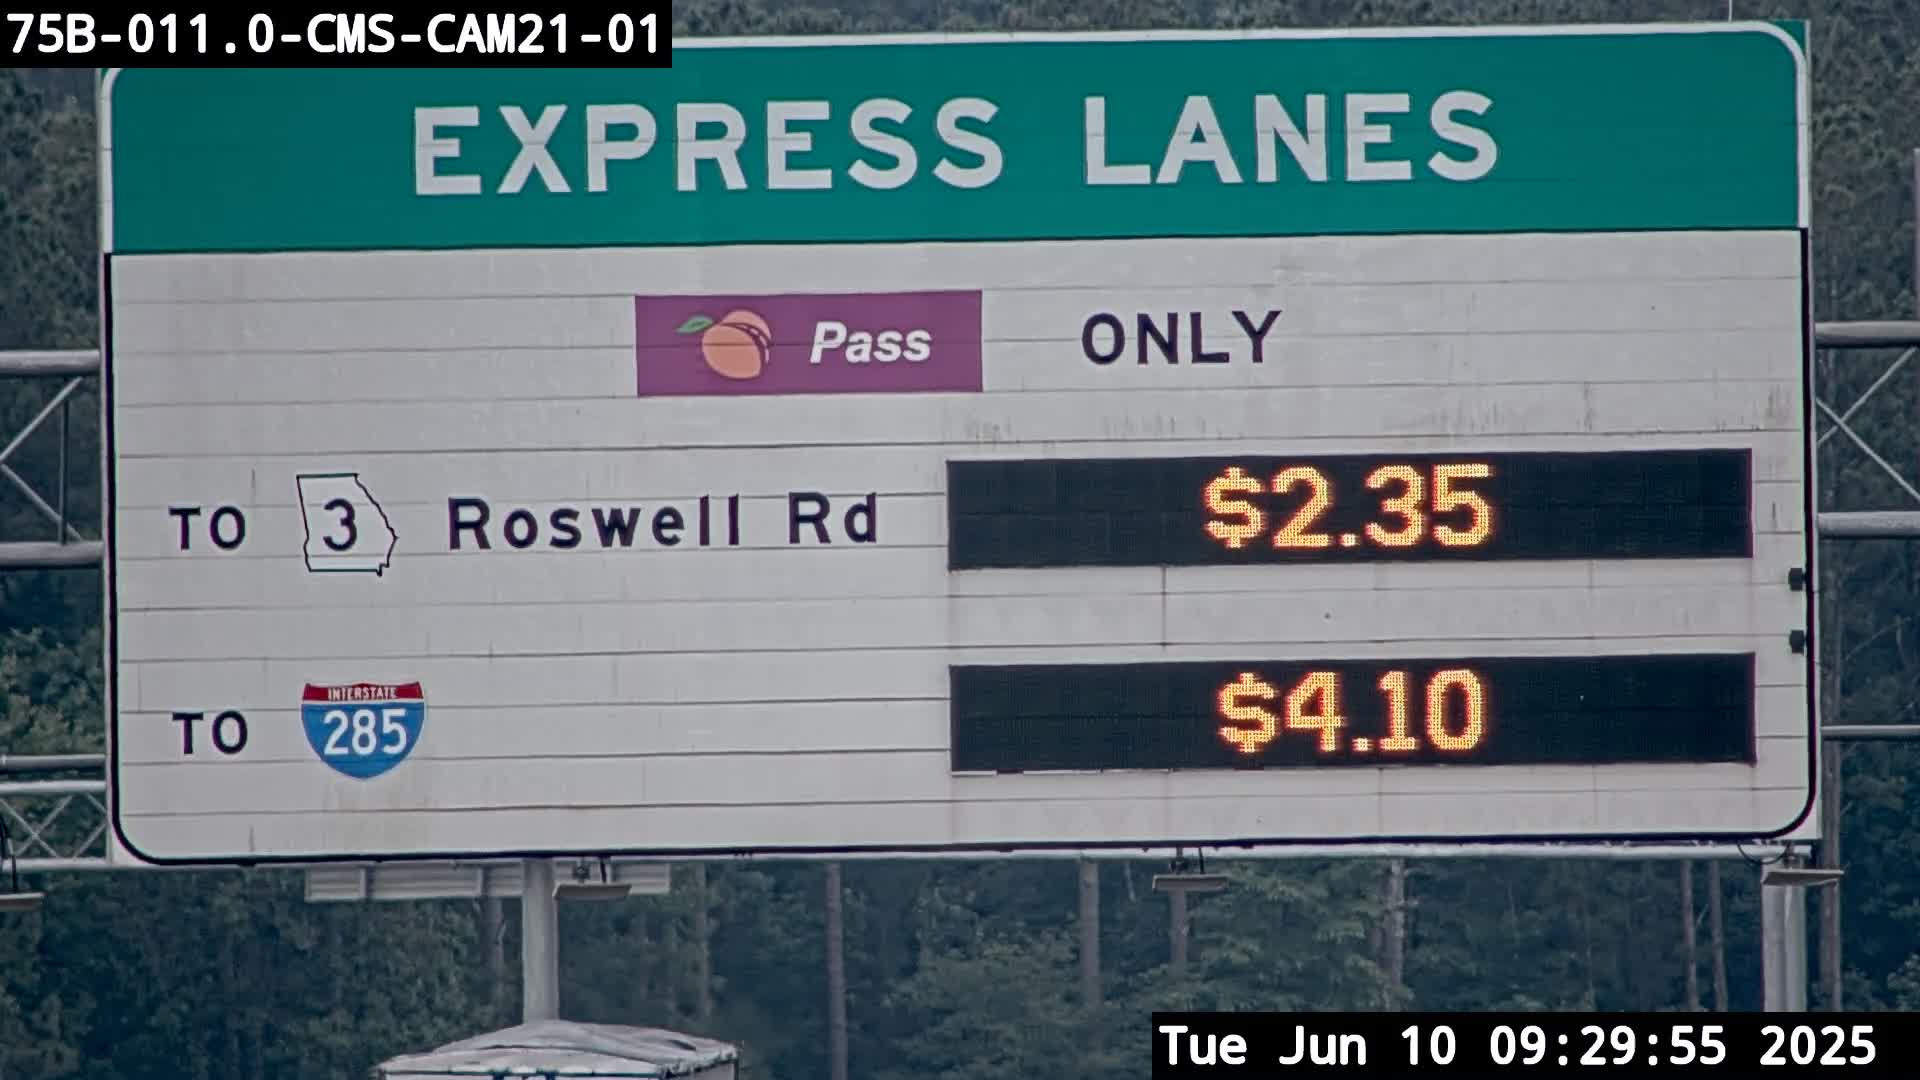 75B-011.0-CMS-CAM21-01
EXPRESS LANES
Pass ONLY
TO 3 Roswell Rd $2.35
INTERSTATE
TO 285 $4.10
Tue Jun 10 09:29:55 2025